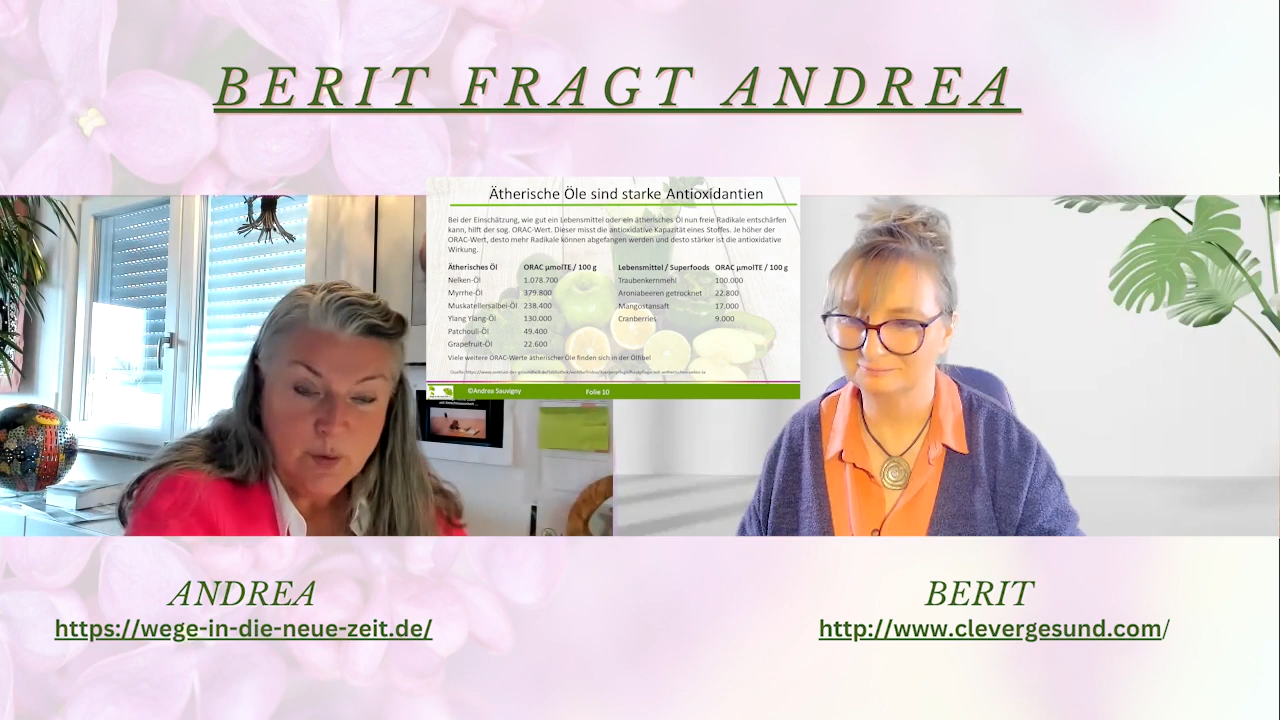 BERIT FRAGT ANDREA
Ätherische Öle sind starke Antioxidantien
Bei der Einschätzung, wie gut ein Lebensmittel oder ein ätherisches Öl nun freie Radikale entschärfen
kann, hilft der sog. ORAC-Wert. Dieser misst die antioxidative Kapazität eines Stoffes. Je höher der
ORAC-Wert, desto mehr Radikale können abgefangen werden und desto stärker ist die antioxidative
Wirkung.
Ätherisches Öl ORAC µmolTE / 100 g Lebensmittel / Superfoods ORAC µmolTE / 100 g
Nelken-Öl 1.078.700 Traubenkernmehl 100.000
Myrrhe-Öl 379.800 Aroniabeeren getrocknet 22.800
Muskatellersalbei-Öl 238.400 Mangostansaft 17.000
Ylang Ylang-Öl 130.000 Cranberries 9.000
Patchouli-Öl 49.400
Grapefruit-Öl 22.600
Viele weitere ORAC-Werte ätherischer Öle finden sich in der Ölfibel
©Andrea Sauvigny Folie 10
ANDREA
https://wege-in-die-neue-zeit.de/
BERIT
http://www.clevergesund.com/